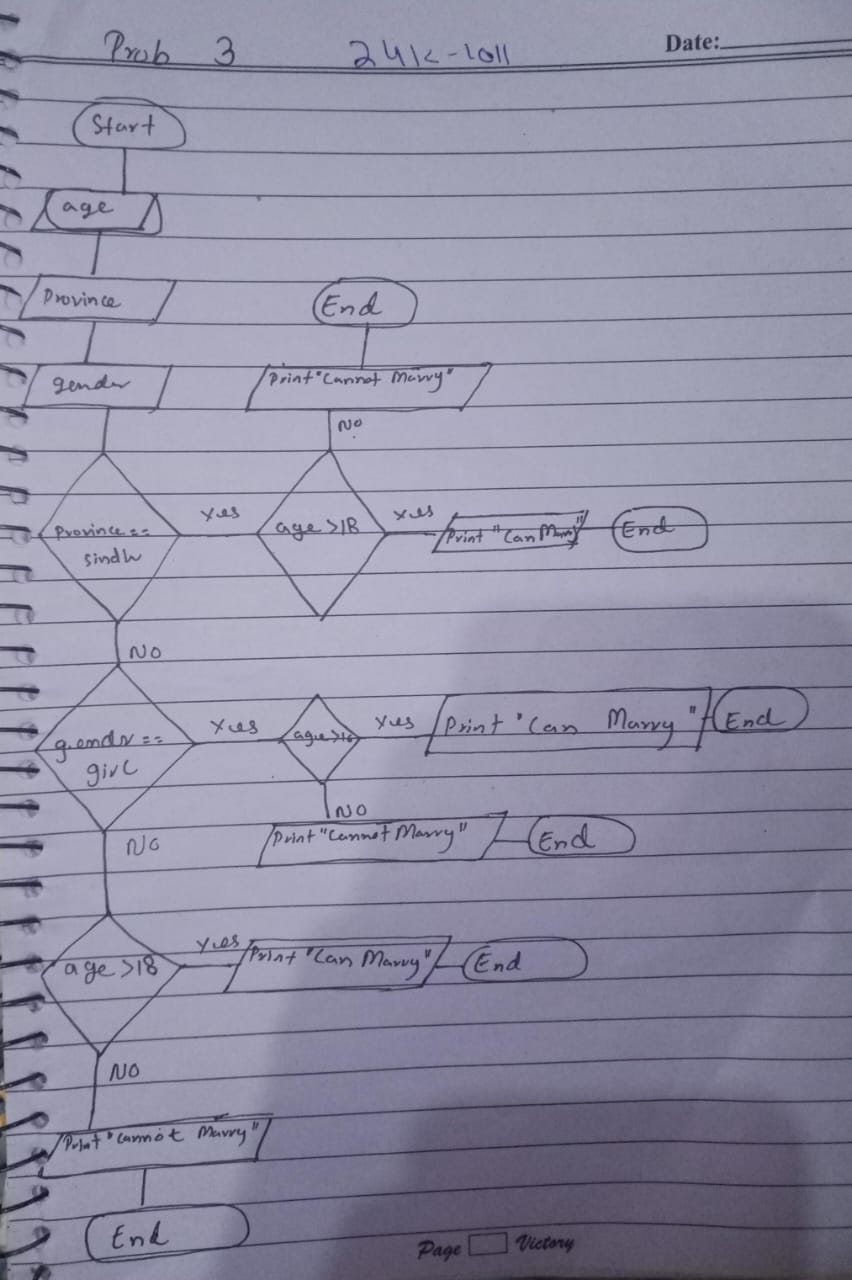 Prob 3 24K-1011 Date:
Start
age
Province
End
gender
Print "Cannot Marry"
NO
Province ==
sindh
yes
age >18
yes
Print "Can Marry"
End
NO
gender ==
girl
yes
age >16
yes
Print "Can Marry"
End
NO
Print "Cannot Marry"
End
NO
age >18
yes
Print "Can Marry"
End
NO
Print "Cannot Marry"
End
Page Victory